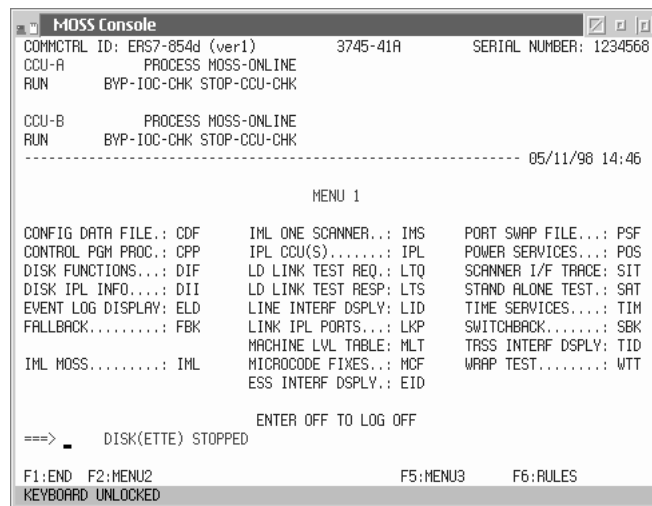 MOSS Console
COMMCTRL ID: ERS7-854d (ver1) 3745-41A SERIAL NUMBER: 1234568
CCU-A PROCESS MOSS-ONLINE
RUN BYP-IOC-CHK STOP-CCU-CHK
CCU-B PROCESS MOSS-ONLINE
RUN BYP-IOC-CHK STOP-CCU-CHK
------------------------------------------------------------- 05/11/98 14:46
MENU 1
CONFIG DATA FILE.: CDF IML ONE SCANNER..: IMS PORT SWAP FILE...: PSF
CONTROL PGM PROC.: CPP IPL CCU(S).......: IPL POWER SERVICES...: POS
DISK FUNCTIONS...: DIF LD LINK TEST REQ.: LTQ SCANNER I/F TRACE: SIT
DISK IPL INFO....: DII LD LINK TEST RESP: LTS STAND ALONE TEST.: SAT
EVENT LOG DISPLAY: ELD LINE INTERF DSPLY: LID TIME SERVICES....: TIM
FALLBACK.........: FBK LINK IPL PORTS...: LKP SWITCHBACK.......: SBK
MACHINE LVL TABLE: MLT TRSS INTERF DSPLY: TID
IML MOSS.........: IML MICROCODE FIXES..: MCF WRAP TEST........: WTT
ESS INTERF DSPLY.: EID
ENTER OFF TO LOG OFF
===> _ DISK(ETTE) STOPPED
F1:END F2:MENU2 F5:MENU3 F6:RULES
KEYBOARD UNLOCKED